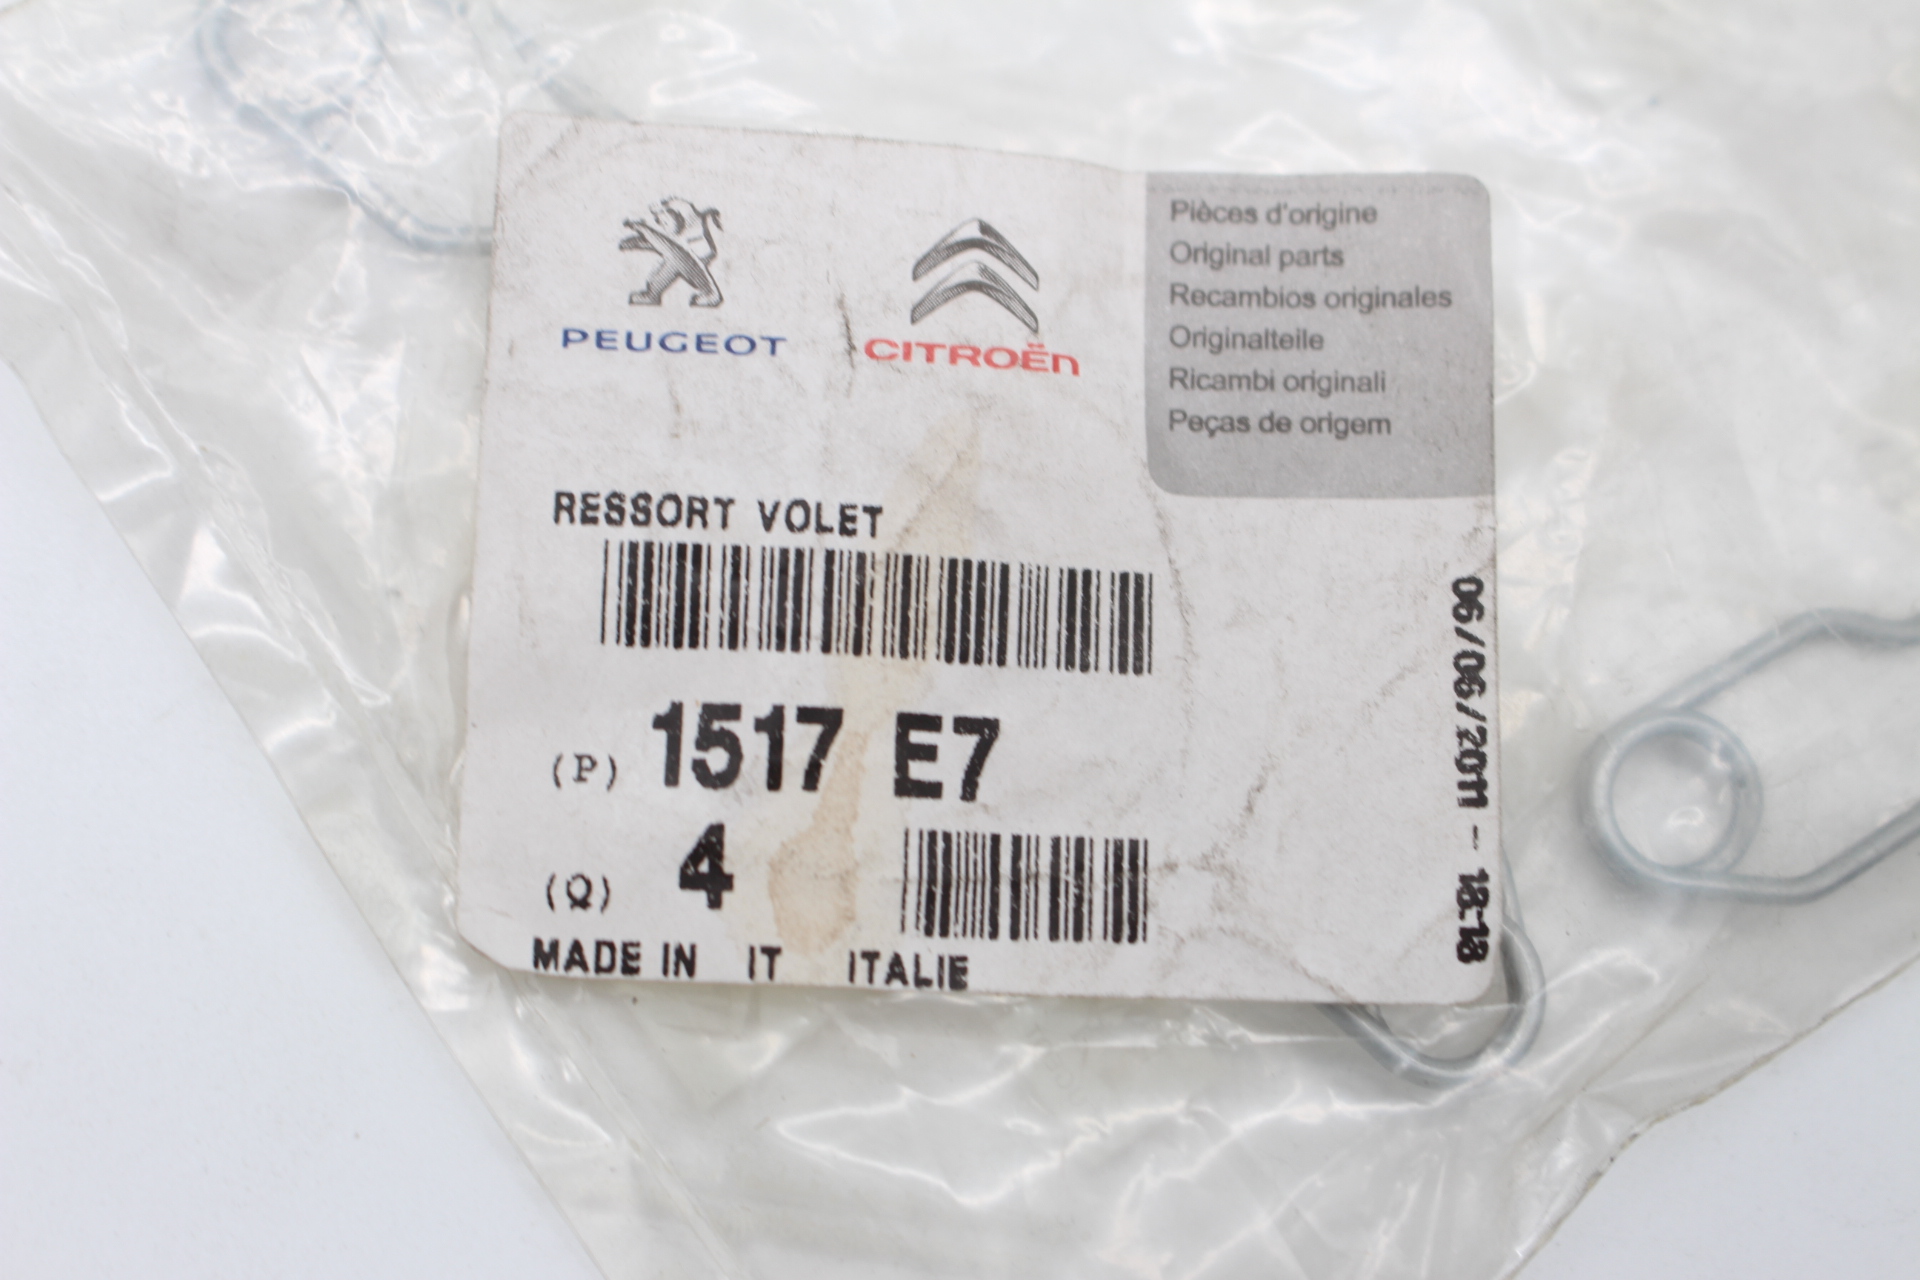 PEUGEOT
CITROËn
Pièces d'origine
Original parts
Recambios originales
Originalteile
Ricambi originali
Peças de origem
RESSORT VOLET
(P) 1517 E7
(Q) 4
MADE IN IT ITALIE
06/06/2011 - 18:18